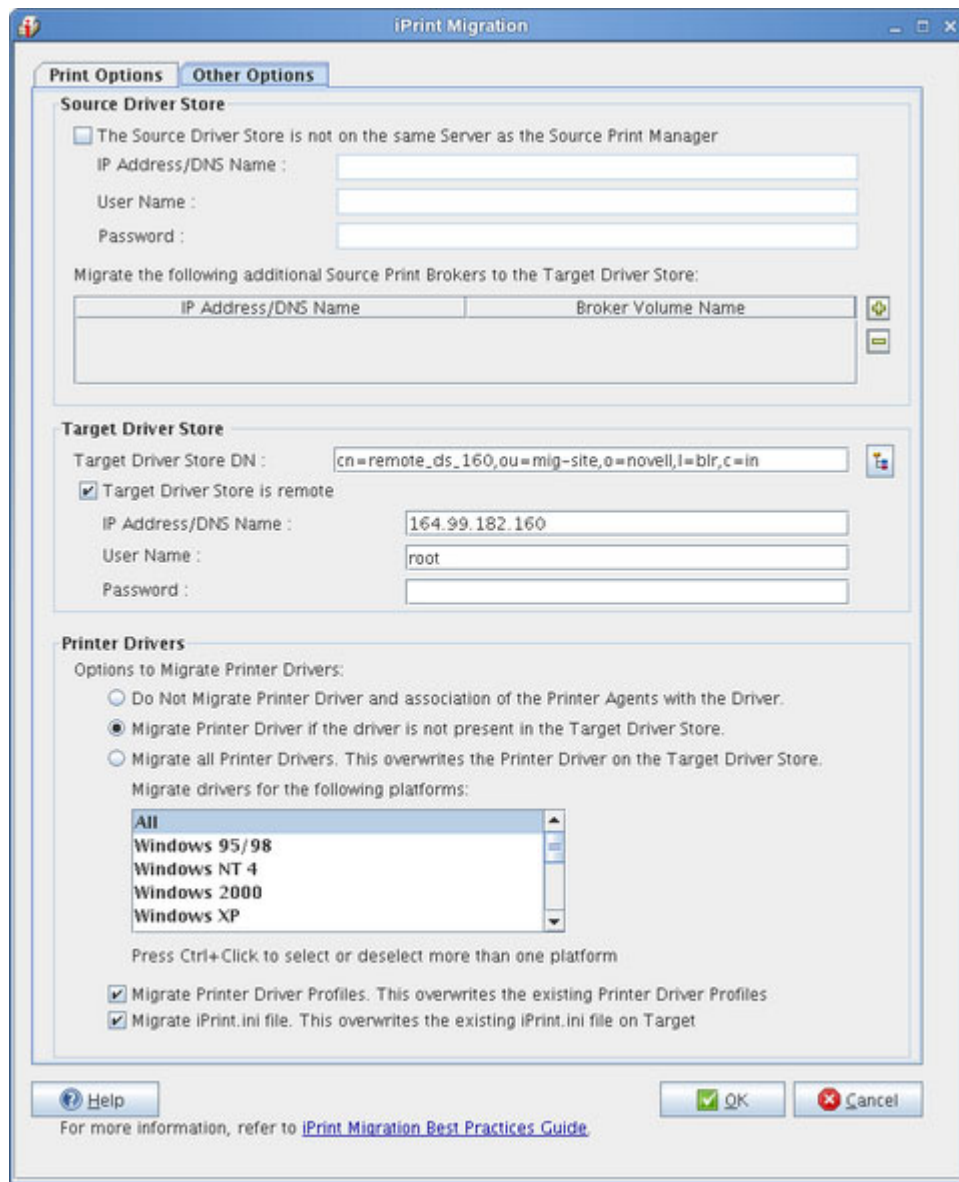 iPrint Migration
Print Options
Other Options
Source Driver Store
The Source Driver Store is not on the same Server as the Source Print Manager
IP Address/DNS Name :
User Name :
Password :
Migrate the following additional Source Print Brokers to the Target Driver Store:
IP Address/DNS Name
Broker Volume Name
Target Driver Store
Target Driver Store DN :
cn=remote_ds_160,ou=mig-site,o=novell,l=blr,c=in
Target Driver Store is remote
IP Address/DNS Name :
164.99.182.160
User Name :
root
Password :
Printer Drivers
Options to Migrate Printer Drivers:
Do Not Migrate Printer Driver and association of the Printer Agents with the Driver.
Migrate Printer Driver if the driver is not present in the Target Driver Store.
Migrate all Printer Drivers. This overwrites the Printer Driver on the Target Driver Store.
Migrate drivers for the following platforms:
All
Windows 95/98
Windows NT 4
Windows 2000
Windows XP
Press Ctrl+Click to select or deselect more than one platform
Migrate Printer Driver Profiles. This overwrites the existing Printer Driver Profiles
Migrate iPrint.ini file. This overwrites the existing iPrint.ini file on Target
Help
OK
Cancel
For more information, refer to iPrint Migration Best Practices Guide.